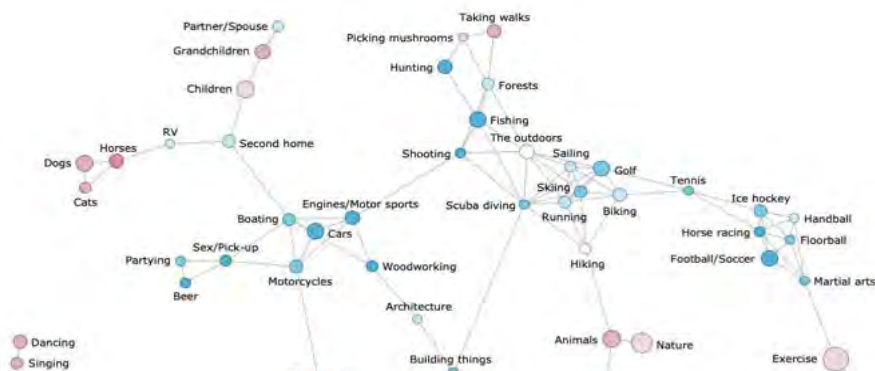 Partner/Spouse
Taking walks
Picking mushrooms
Grandchildren
Hunting
Children
Forests
Fishing
RV
Second home
The outdoors
Horses
Dogs
Shooting
Sailing
Golf
Cats
Skiing
Tennis
Engines/Motor sports
Scuba diving
Biking
Ice hockey
Boating
Running
Handball
Cars
Horse racing
Floorball
Sex/Pick-up
Partying
Woodworking
Hiking
Football/Soccer
Motorcycles
Beer
Martial arts
Architecture
Dancing
Animals
Nature
Building things
Exercise
Singing